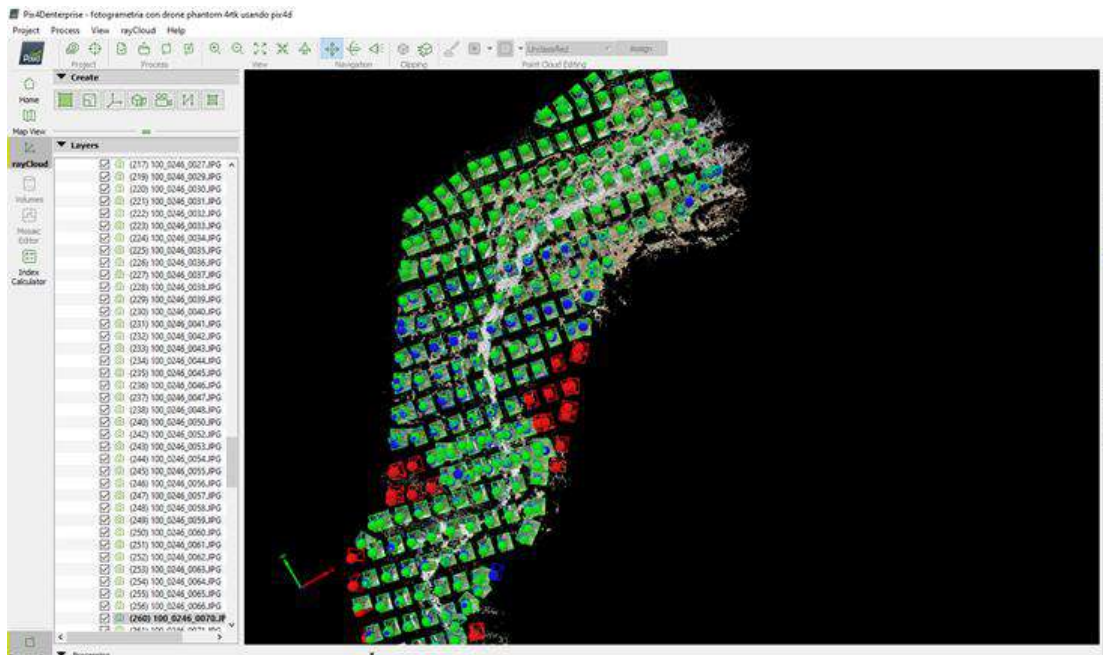 Pix4Denterprise - fotogrametria con drone phantom 4rtk usando pix4d
Project Process View rayCloud Help
Project Process View Navigation Clipping Point Cloud Editing
Unclassified Assign
Home
Map View
rayCloud
Volumes
Mosaic
Editor
Index
Calculator
Create
Layers
(217) 100_0246_0027.JPG
(219) 100_0246_0029.JPG
(220) 100_0246_0030.JPG
(221) 100_0246_0031.JPG
(222) 100_0246_0032.JPG
(223) 100_0246_0033.JPG
(224) 100_0246_0034.JPG
(225) 100_0246_0035.JPG
(226) 100_0246_0036.JPG
(227) 100_0246_0037.JPG
(228) 100_0246_0038.JPG
(229) 100_0246_0039.JPG
(230) 100_0246_0040.JPG
(231) 100_0246_0041.JPG
(232) 100_0246_0042.JPG
(233) 100_0246_0043.JPG
(234) 100_0246_0044.JPG
(235) 100_0246_0045.JPG
(236) 100_0246_0046.JPG
(237) 100_0246_0047.JPG
(238) 100_0246_0048.JPG
(240) 100_0246_0050.JPG
(242) 100_0246_0052.JPG
(243) 100_0246_0053.JPG
(244) 100_0246_0054.JPG
(245) 100_0246_0055.JPG
(246) 100_0246_0056.JPG
(247) 100_0246_0057.JPG
(248) 100_0246_0058.JPG
(249) 100_0246_0059.JPG
(250) 100_0246_0060.JPG
(251) 100_0246_0061.JPG
(252) 100_0246_0062.JPG
(253) 100_0246_0063.JPG
(254) 100_0246_0064.JPG
(255) 100_0246_0065.JPG
(256) 100_0246_0066.JPG
(260) 100_0246_0070.JP